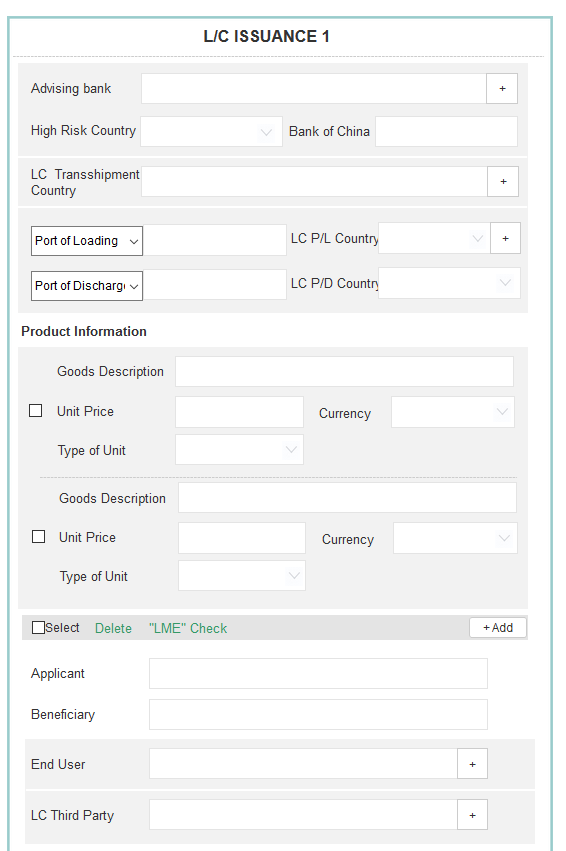 L/C ISSUANCE 1
Advising bank +
High Risk Country Bank of China
LC Transshipment
Country +
Port of Loading LC P/L Country +
Port of Discharg LC P/D Country
Product Information
Goods Description
Unit Price Currency
Type of Unit
Goods Description
Unit Price Currency
Type of Unit
Select Delete "LME" Check + Add
Applicant
Beneficiary
End User +
LC Third Party +